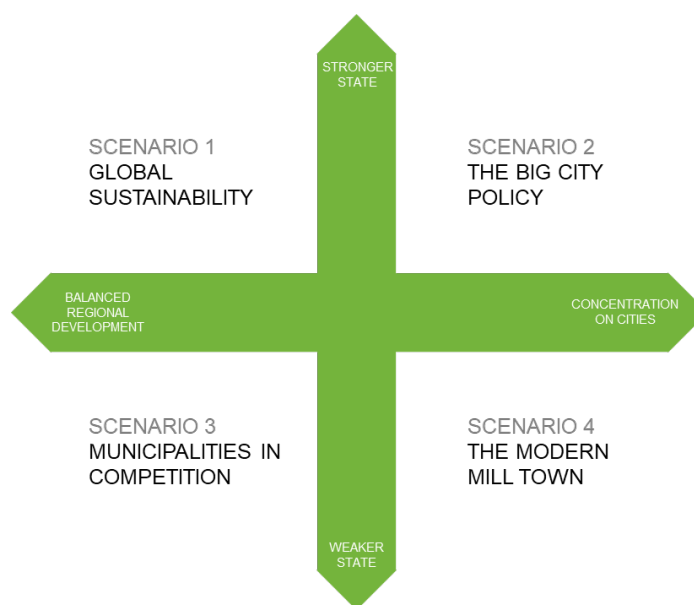 STRONGER
STATE
SCENARIO 1
GLOBAL
SUSTAINABILITY
SCENARIO 2
THE BIG CITY
POLICY
BALANCED
REGIONAL
DEVELOPMENT
CONCENTRATION
ON CITIES
SCENARIO 3
MUNICIPALITIES IN
COMPETITION
SCENARIO 4
THE MODERN
MILL TOWN
WEAKER
STATE